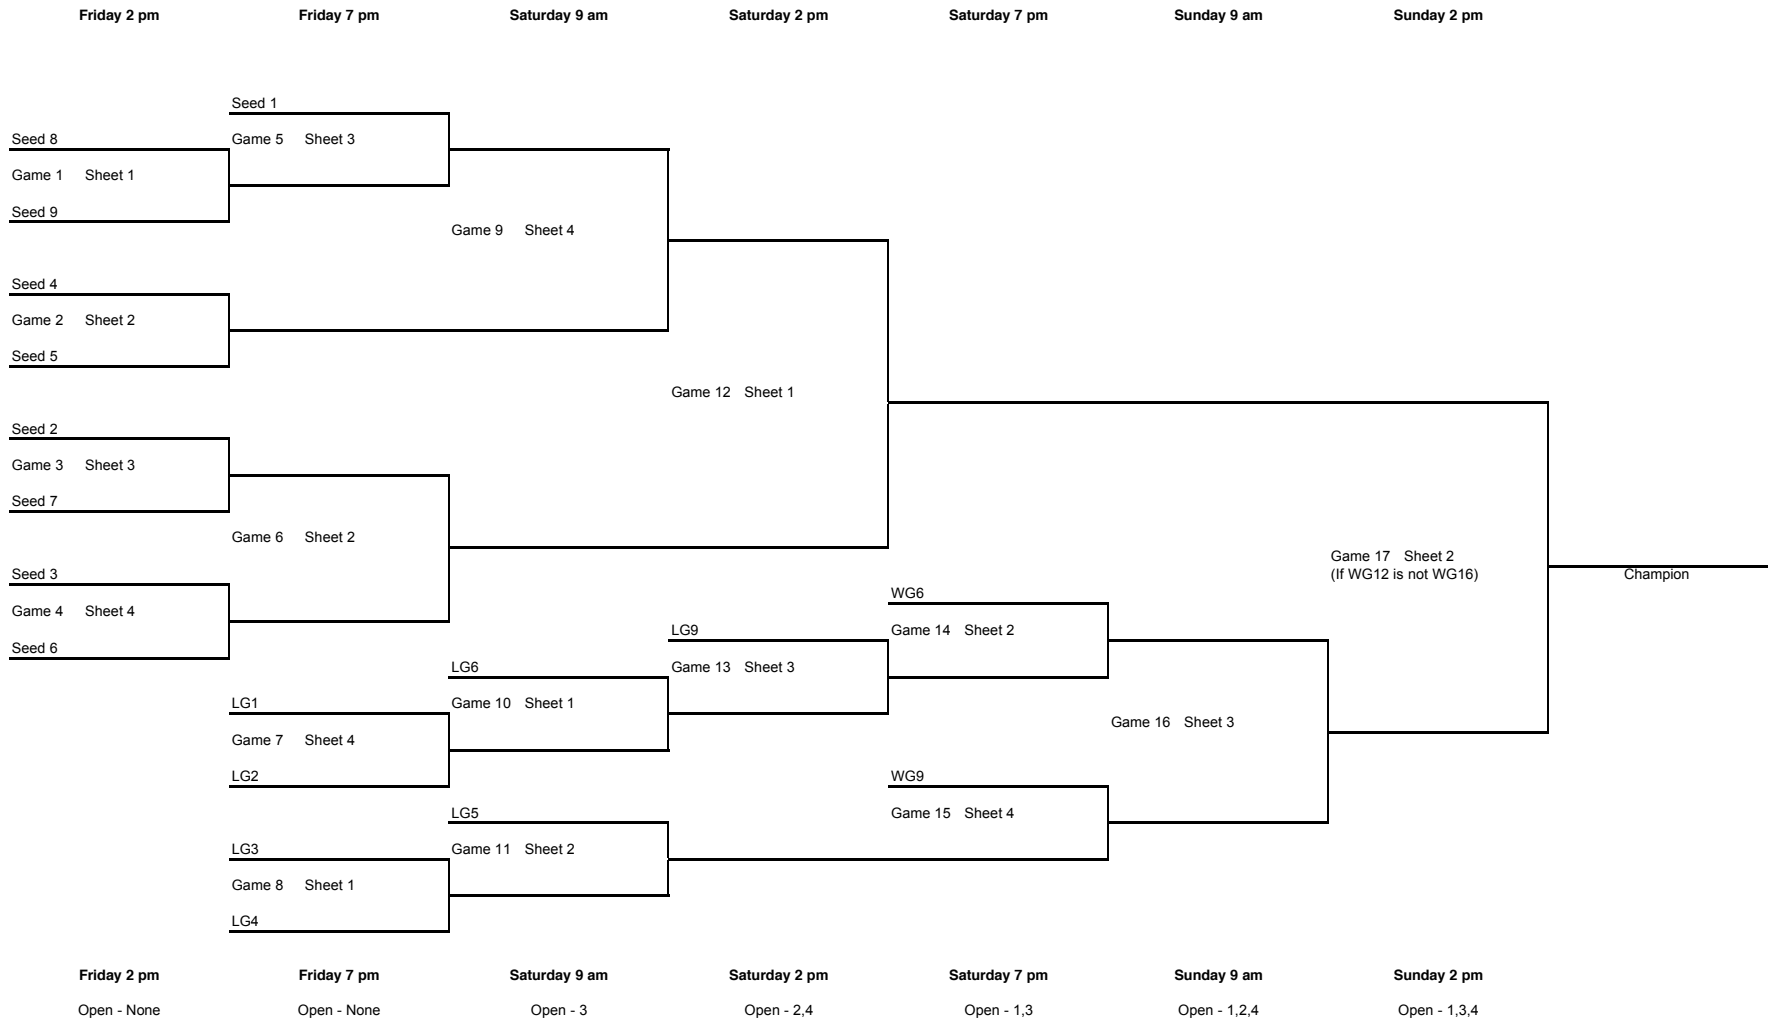 Friday 2 pm Friday 7 pm Saturday 9 am Saturday 2 pm Saturday 7 pm Sunday 9 am Sunday 2 pm
Seed 1
Seed 8 Game 5 Sheet 3
Game 1 Sheet 1
Seed 9
Game 9 Sheet 4
Seed 4
Game 2 Sheet 2
Seed 5
Game 12 Sheet 1
Seed 2
Game 3 Sheet 3
Seed 7
Game 6 Sheet 2
Game 17 Sheet 2
Seed 3 (If WG12 is not WG16) Champion
WG6
Game 4 Sheet 4
LG9 Game 14 Sheet 2
Seed 6
LG6 Game 13 Sheet 3
LG1 Game 10 Sheet 1
Game 16 Sheet 3
Game 7 Sheet 4
LG2 WG9
LG5 Game 15 Sheet 4
LG3 Game 11 Sheet 2
Game 8 Sheet 1
LG4
Friday 2 pm Friday 7 pm Saturday 9 am Saturday 2 pm Saturday 7 pm Sunday 9 am Sunday 2 pm
Open - None Open - None Open - 3 Open - 2,4 Open - 1,3 Open - 1,2,4 Open - 1,3,4